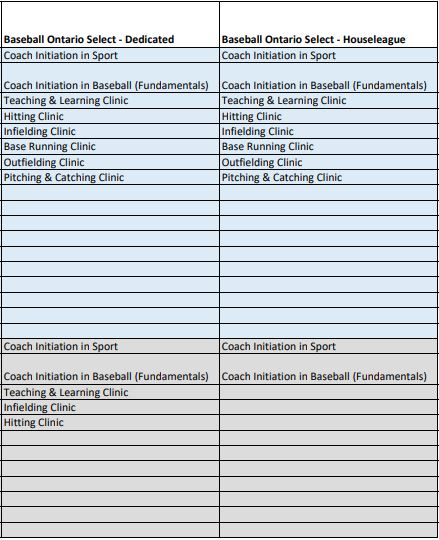 Baseball Ontario Select - Dedicated Baseball Ontario Select - Houseleague
Coach Initiation in Sport Coach Initiation in Sport
Coach Initiation in Baseball (Fundamentals) Coach Initiation in Baseball (Fundamentals)
Teaching & Learning Clinic Teaching & Learning Clinic
Hitting Clinic Hitting Clinic
Infielding Clinic Infielding Clinic
Base Running Clinic Base Running Clinic
Outfielding Clinic Outfielding Clinic
Pitching & Catching Clinic Pitching & Catching Clinic
Coach Initiation in Sport Coach Initiation in Sport
Coach Initiation in Baseball (Fundamentals) Coach Initiation in Baseball (Fundamentals)
Teaching & Learning Clinic
Infielding Clinic
Hitting Clinic